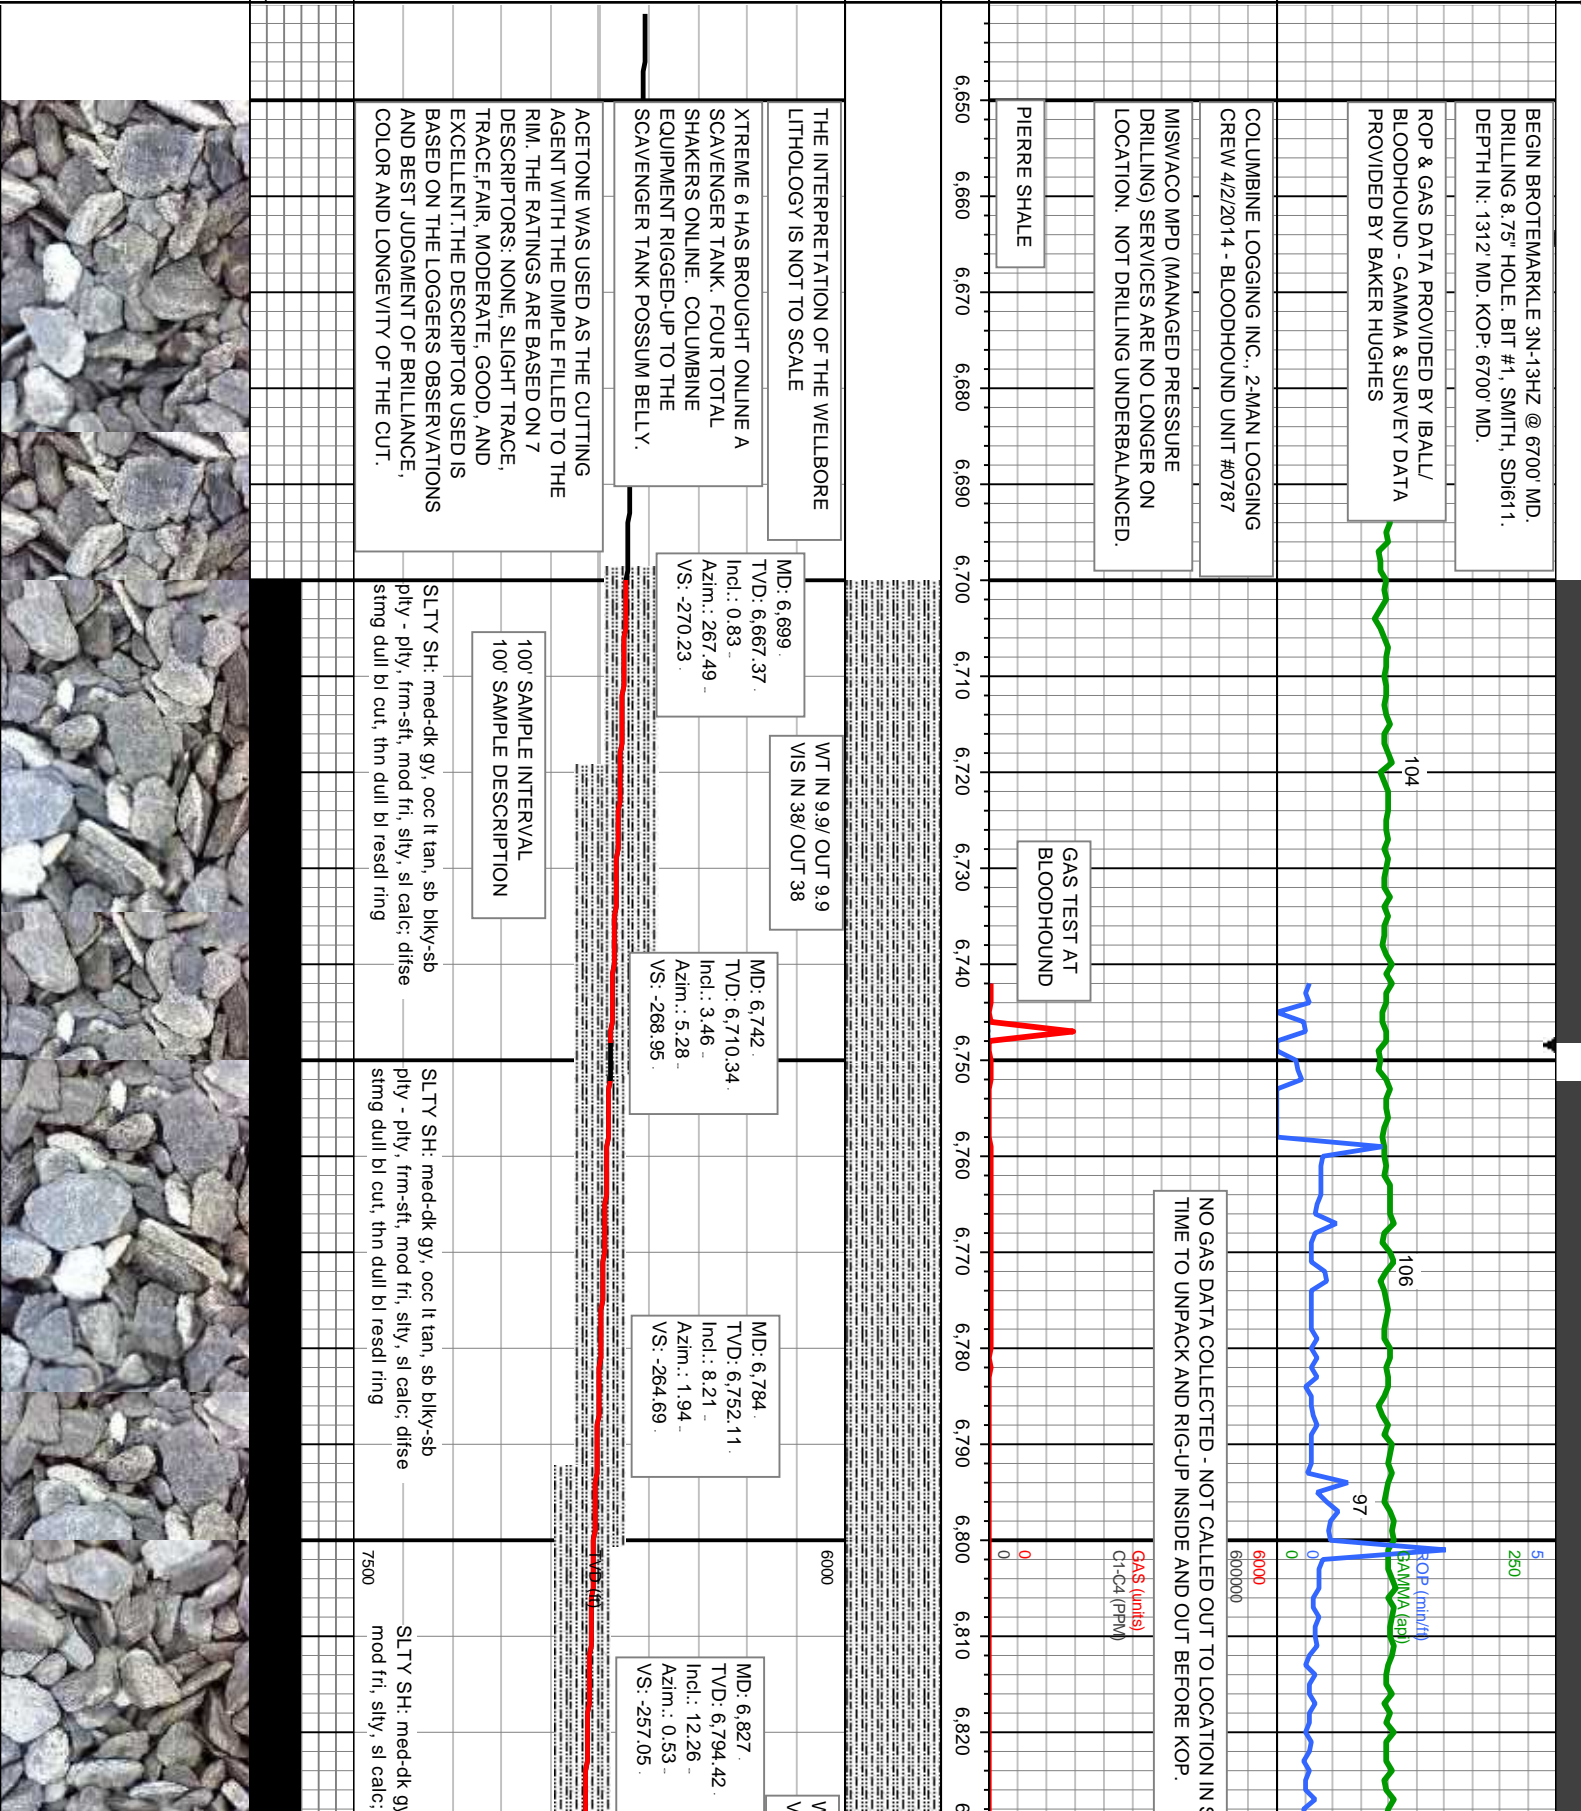 BEGIN BROTEMARKLE 3N-13HZ @ 6700' MD.
DRILLING 8.75" HOLE. BIT #1, SMITH, SDi611.
DEPTH IN: 1312' MD. KOP: 6700' MD.
ROP & GAS DATA PROVIDED BY IBALL/
BLOODHOUND - GAMMA & SURVEY DATA
PROVIDED BY BAKER HUGHES
COLUMBINE LOGGING INC., 2-MAN LOGGING
CREW 4/2/2014 - BLOODHOUND UNIT #0787
MISWACO MPD (MANAGED PRESSURE
DRILLING) SERVICES ARE NO LONGER ON
LOCATION. NOT DRILLING UNDERBALANCED.
PIERRE SHALE
104
106
97
5
250
ROP (min/ft)
GAMMA (api)
0
0
6000
600000
GAS (units)
C1-C4 (PPM)
0
0
NO GAS DATA COLLECTED - NOT CALLED OUT TO LOCATION IN
TIME TO UNPACK AND RIG-UP INSIDE AND OUT BEFORE KOP.
GAS TEST AT
BLOODHOUND
6,650
6,660
6,670
6,680
6,690
6,700
6,710
6,720
6,730
6,740
6,750
6,760
6,770
6,780
6,790
6,800
6,810
6,820
THE INTERPRETATION OF THE WELLBORE
LITHOLOGY IS NOT TO SCALE
XTREME 6 HAS BROUGHT ONLINE A
SCAVENGER TANK. FOUR TOTAL
SHAKERS ONLINE. COLUMBINE
EQUIPMENT RIGGED-UP TO THE
SCAVENGER TANK POSSUM BELLY.
ACETONE WAS USED AS THE CUTTING
AGENT WITH THE DIMPLE FILLED TO THE
RIM. THE RATINGS ARE BASED ON 7
DESCRIPTORS: NONE, SLIGHT TRACE,
TRACE,FAIR, MODERATE, GOOD, AND
EXCELLENT.THE DESCRIPTOR USED IS
BASED ON THE LOGGERS OBSERVATIONS
AND BEST JUDGMENT OF BRILLIANCE,
COLOR AND LONGEVITY OF THE CUT.
MD: 6,699
TVD: 6,667.37
Incl.: 0.83
Azim.: 267.49
VS: -270.23
WT IN 9.9/ OUT 9.9
VIS IN 38/ OUT 38
MD: 6,742
TVD: 6,710.34
Incl.: 3.46
Azim.: 5.28
VS: -268.95
MD: 6,784
TVD: 6,752.11
Incl.: 8.21
Azim.: 1.94
VS: -264.69
MD: 6,827
TVD: 6,794.42
Incl.: 12.26
Azim.: 0.53
VS: -257.05
6000
TVD (ft)
7500
100' SAMPLE INTERVAL
100' SAMPLE DESCRIPTION
SLTY SH: med-dk gy, occ lt tan, sb blky-sb
plty - plty, frm-sft, mod fri, slty, sl calc; difse
stmg dull bl cut, thn dull bl resdl ring
SLTY SH: med-dk gy, occ lt tan, sb blky-sb
plty - plty, frm-sft, mod fri, slty, sl calc; difse
stmg dull bl cut, thn dull bl resdl ring
SLTY SH: med-dk gy
mod fri, slty, sl calc;